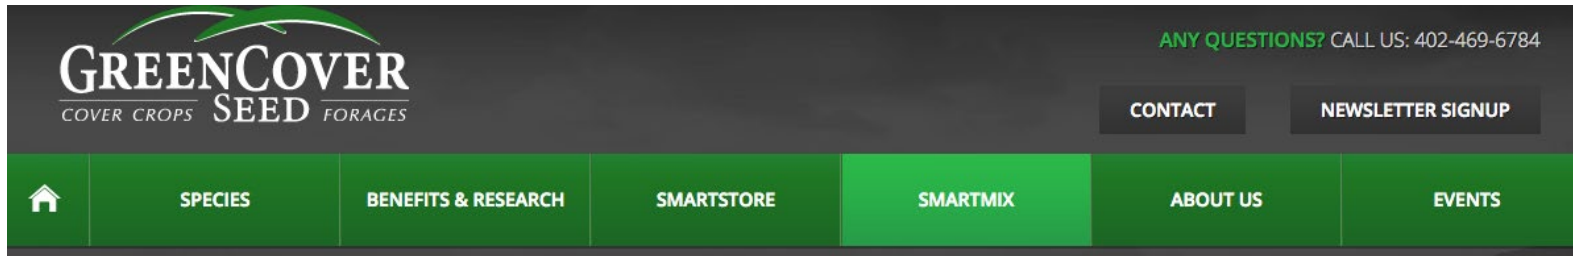 GREENCOVER
COVER CROPS SEED FORAGES
ANY QUESTIONS? CALL US: 402-469-6784
CONTACT
NEWSLETTER SIGNUP
SPECIES
BENEFITS & RESEARCH
SMARTSTORE
SMARTMIX
ABOUT US
EVENTS